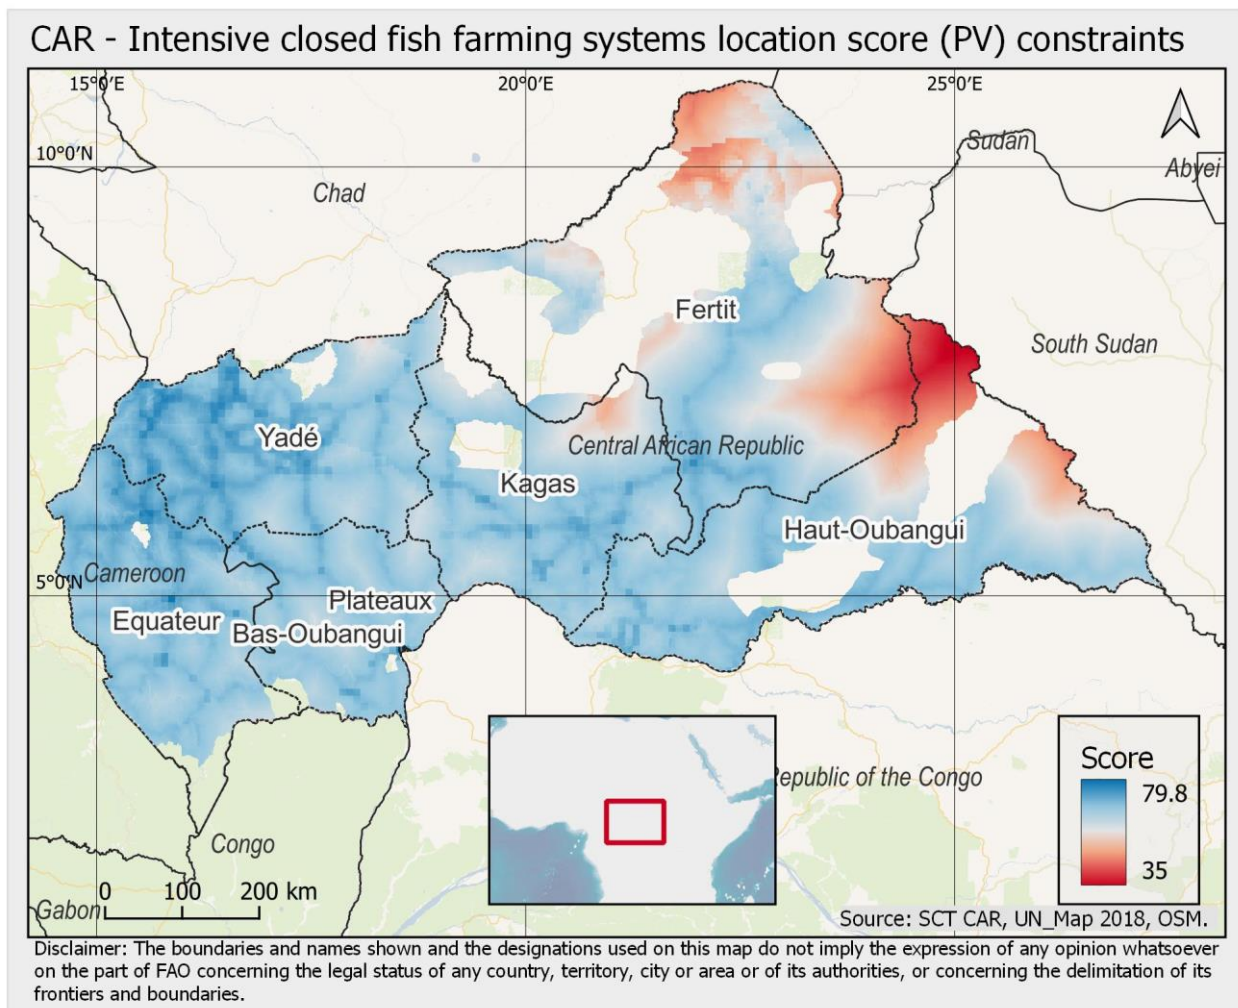 CAR - Intensive closed fish farming systems location score (PV) constraints
15°0′E
20°0′E
25°0′E
10°0′N
Sudan
Abyei
Chad
Fertit
South Sudan
Yadé
Central African Republic
Kagas
Haut-Oubangui
5°0′N
Cameroon
Plateaux
Equateur
Bas-Oubangui
Score
79.8
35
Republic of the Congo
Congo
0 100 200 km
Gabon
Source: SCT CAR, UN_Map 2018, OSM.
Disclaimer: The boundaries and names shown and the designations used on this map do not imply the expression of any opinion whatsoever
on the part of FAO concerning the legal status of any country, territory, city or area or of its authorities, or concerning the delimitation of its
frontiers and boundaries.